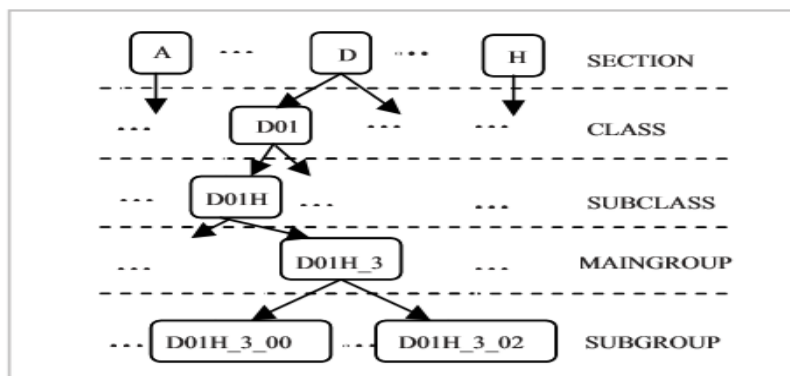 A ... D ... H SECTION
... D01 ... ... CLASS
... D01H ... ... SUBCLASS
... D01H_3 ... MAINGROUP
... D01H_3_00 ... D01H_3_02 SUBGROUP